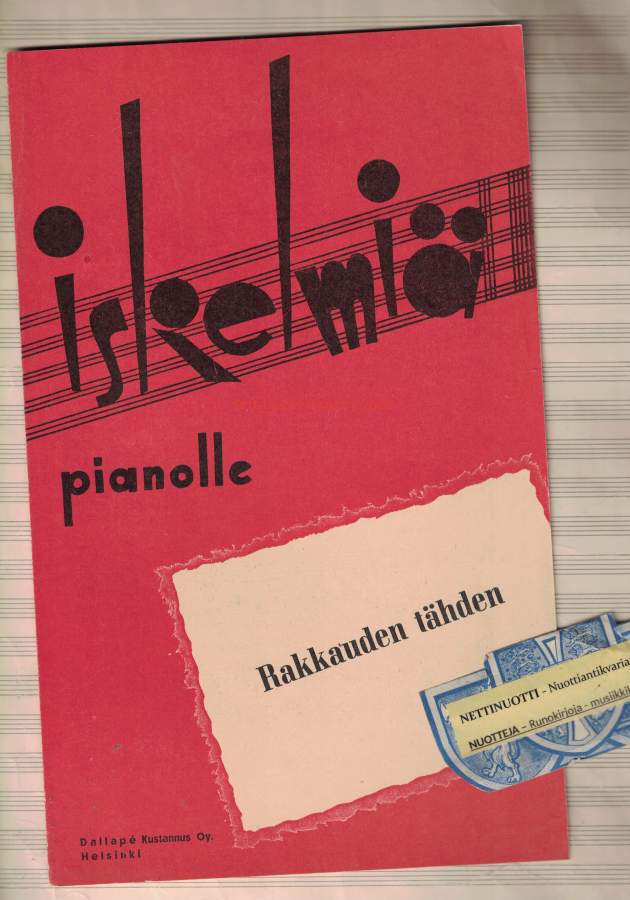 iskelmiä
pianolle
Rakkauden tähden
NETTINUOTTI - Nuottiantikvaria
NUOTTEJA - Runokirjoja - musiikki
Dallapé Kustannus Oy.
Helsinki